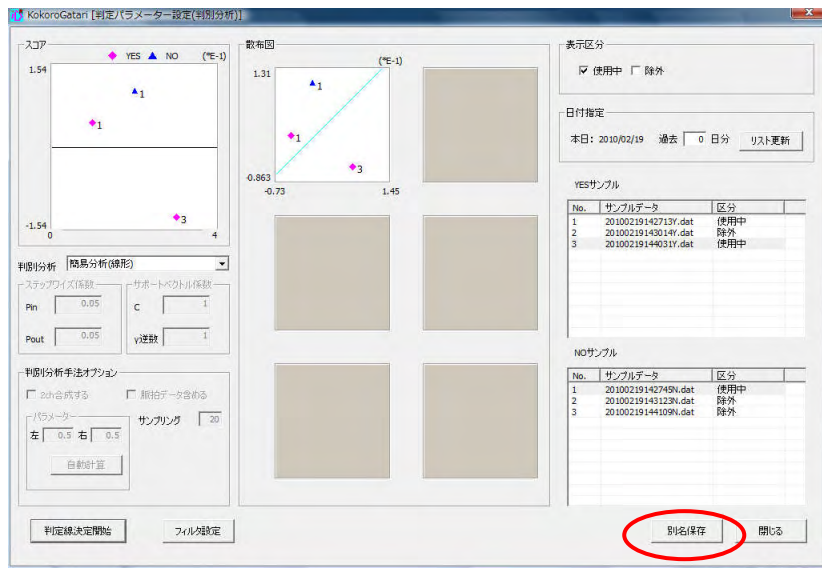 KokoroGatari [判定パラメーター設定(判別分析)]
スコア
◆ YES ▲ NO (*E-1)
1.54
1
1
3
-1.54
0 4
判別分析 簡易分析(線形)
ステップワイズ係数
Pin 0.05
Pout 0.05
サポートベクトル係数
C 1
γ逆数 1
判別分析手法オプション
2ch合成する
脈拍データ含める
パラメーター
左 0.5 右 0.5
自動計算
サンプリング 20
判定線決定開始
フィルタ設定
散布図
(*E-1)
1.31
1
1
3
-0.863
-0.73 1.45
表示区分
使用中 除外
日付指定
本日: 2010/02/19 過去 0 日分 リスト更新
YESサンプル
No. サンプルデータ 区分
1 20100219142713Y.dat 使用中
2 20100219143014Y.dat 除外
3 20100219144031Y.dat 使用中
NOサンプル
No. サンプルデータ 区分
1 20100219142745N.dat 使用中
2 20100219143123N.dat 除外
3 20100219144109N.dat 除外
別名保存
閉じる